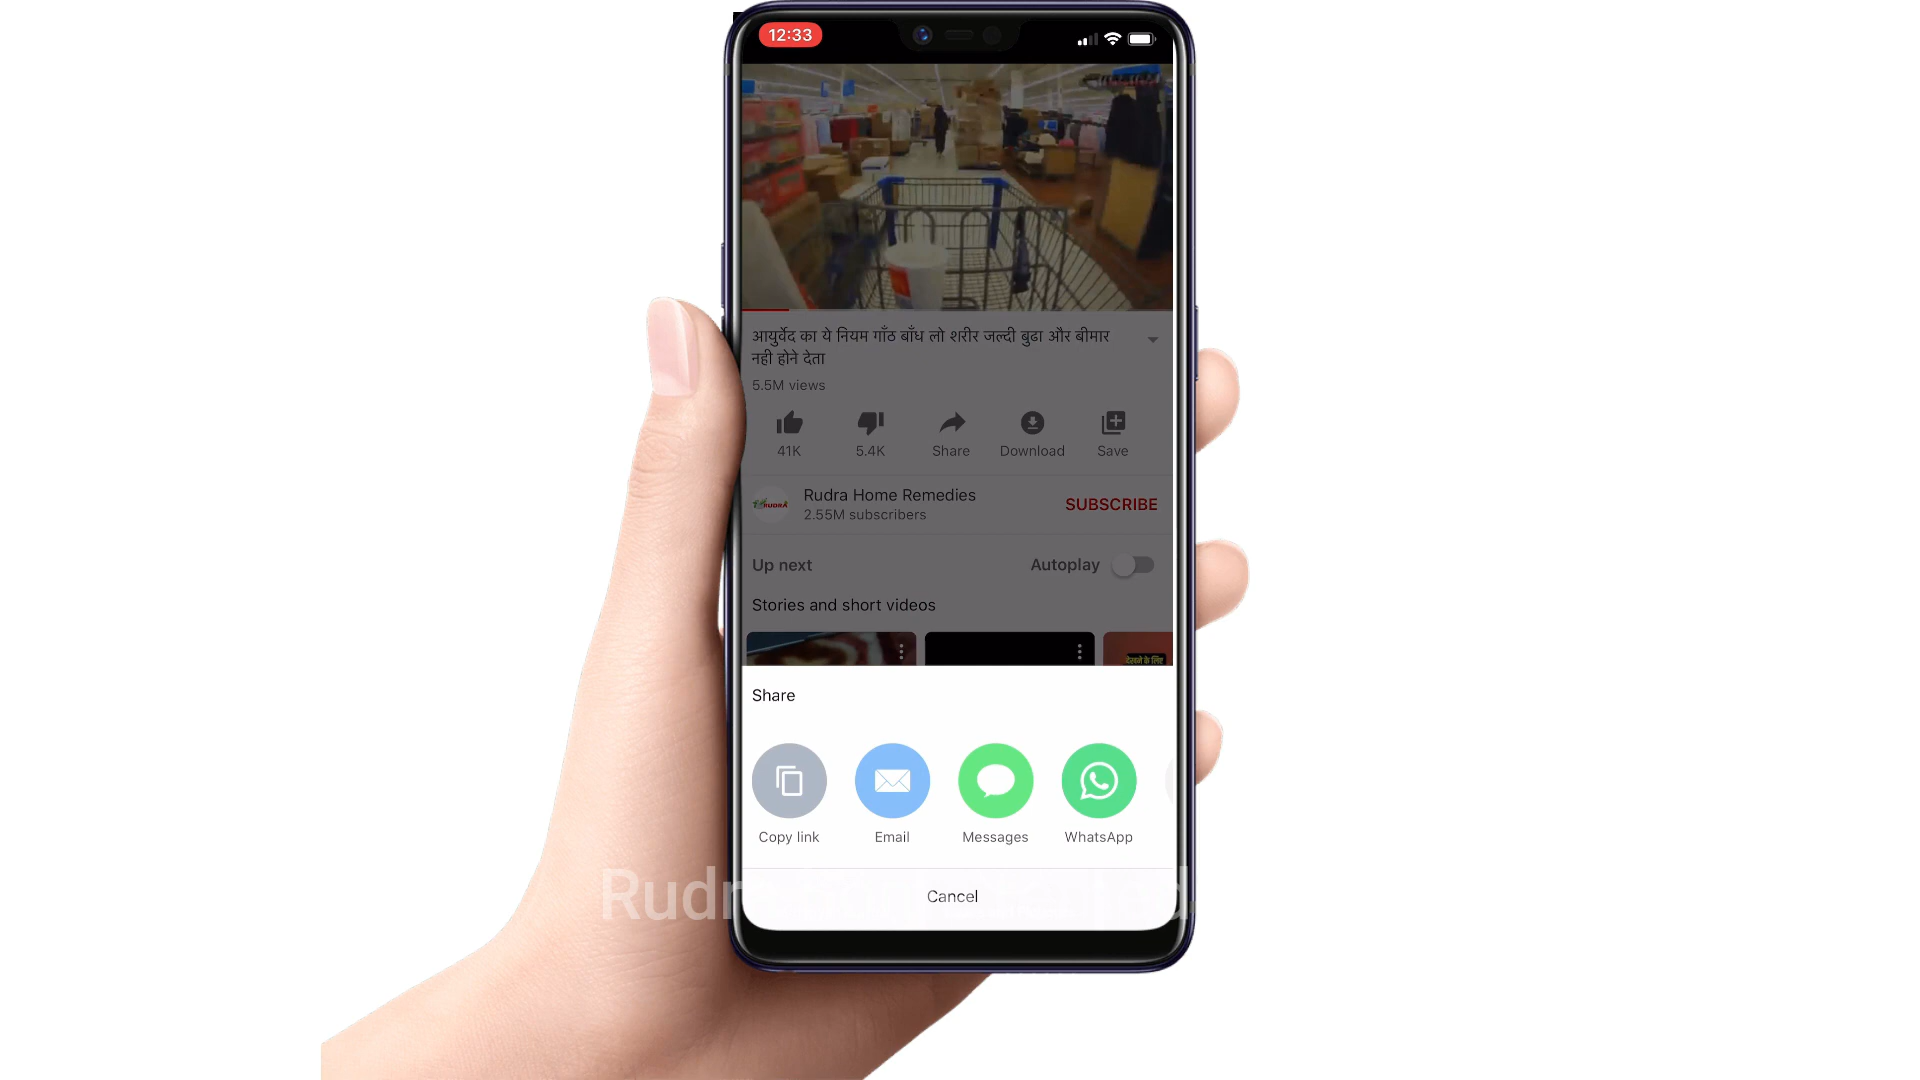 12:33
आयुर्वेद का ये नियम गाँठ बाँध लो शरीर जल्दी बुढा और बीमार
नही होने देता
5.5M views
41K
5.4K
Share
Download
Save
RUDRA
Rudra Home Remedies
2.55M subscribers
SUBSCRIBE
Up next
Autoplay
Stories and short videos
देखने के लिए
Share
Copy link
Email
Messages
WhatsApp
Cancel